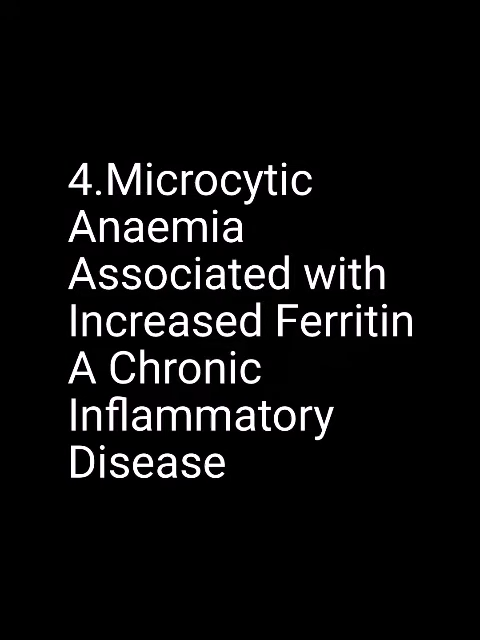 4.Microcytic
Anaemia
Associated with
Increased Ferritin
A Chronic
Inflammatory
Disease